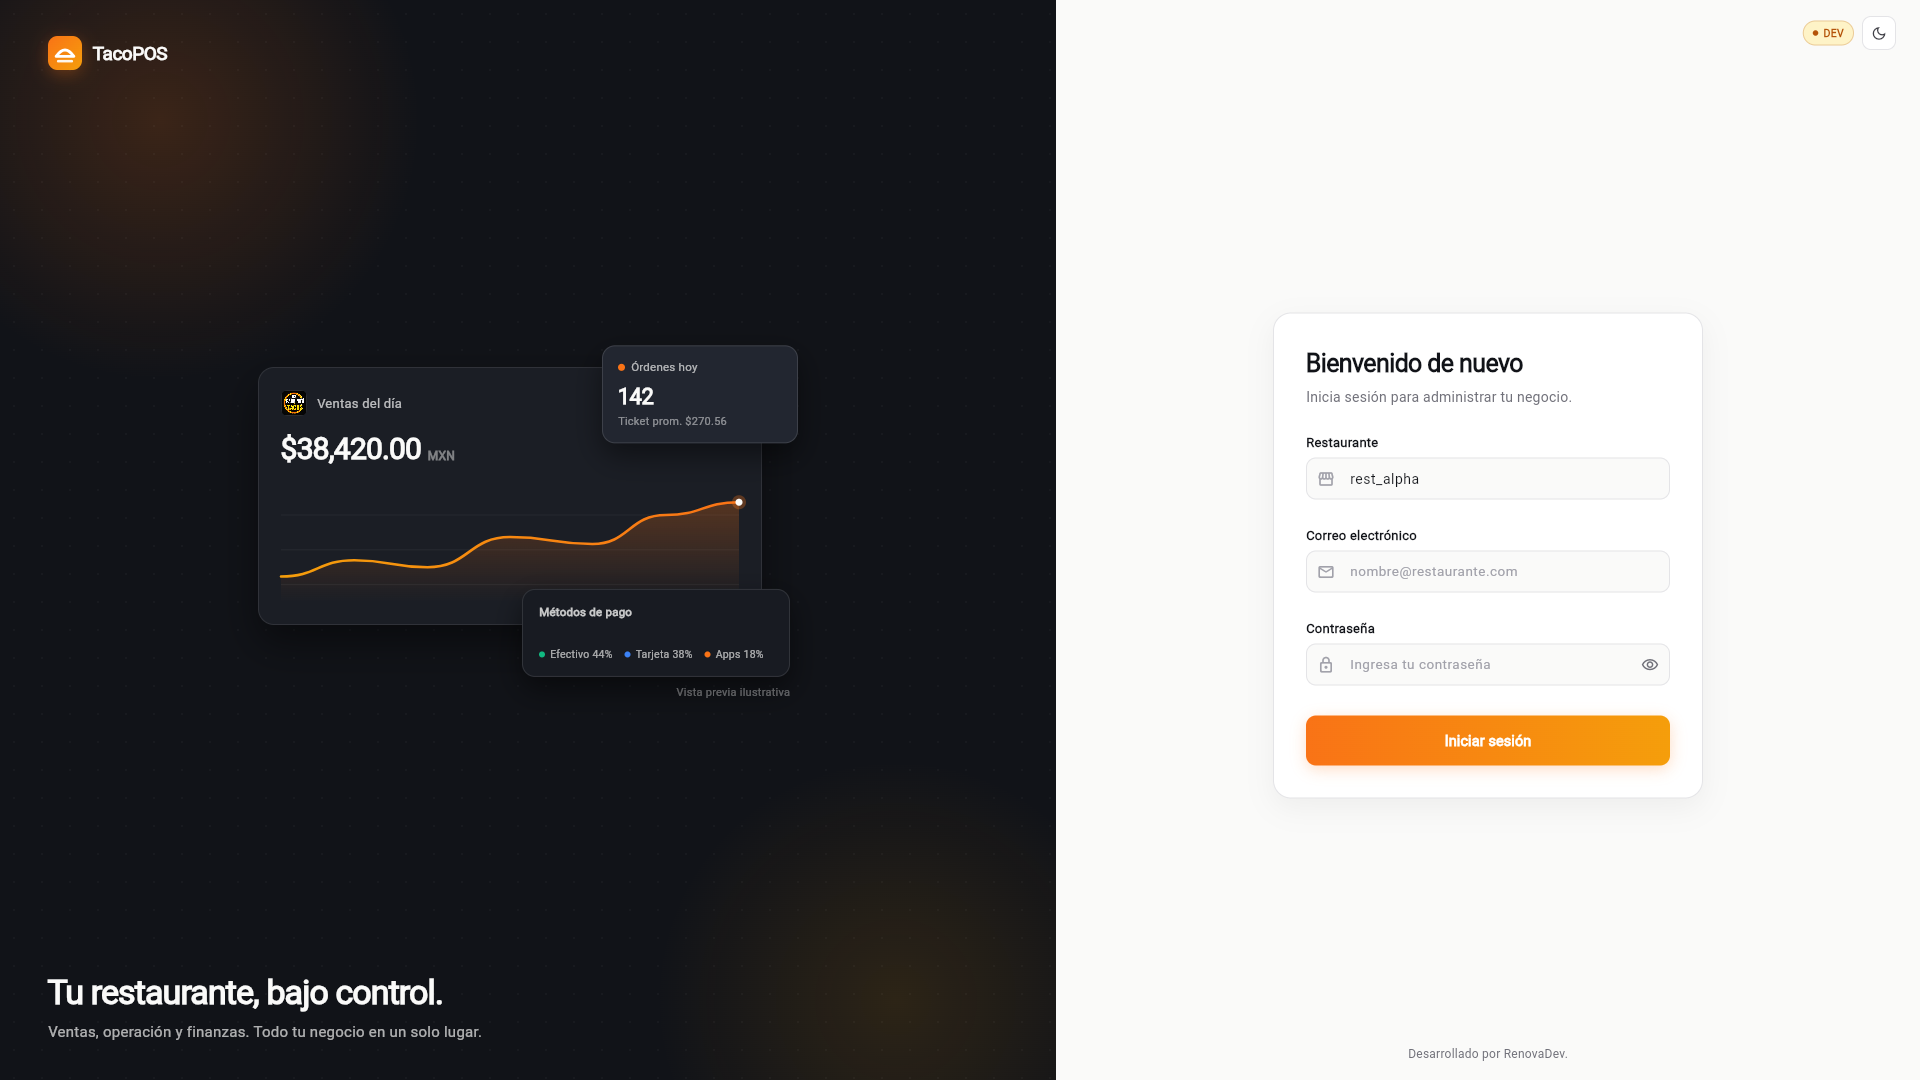 TacoPOS
Ventas del día
$38,420.00 MXN
Órdenes hoy
142
Ticket prom. $270.56
Métodos de pago
Efectivo 44% Tarjeta 38% Apps 18%
Vista previa ilustrativa
Tu restaurante, bajo control.
Ventas, operación y finanzas. Todo tu negocio en un solo lugar.
DEV
Bienvenido de nuevo
Inicia sesión para administrar tu negocio.
Restaurante
rest_alpha
Correo electrónico
nombre@restaurante.com
Contraseña
Ingresa tu contraseña
Iniciar sesión
Desarrollado por RenovaDev.